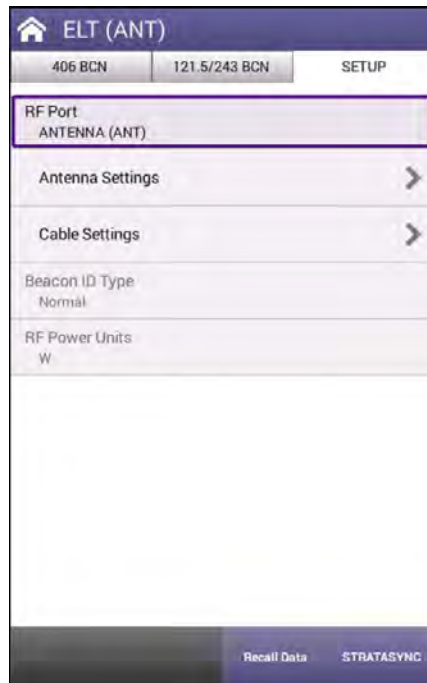 ELT (ANT)
406 BCN 121.5/243 BCN SETUP
RF Port
ANTENNA (ANT)
Antenna Settings
Cable Settings
Beacon ID Type
Normal
RF Power Units
W
Recall Data STRATASYNC